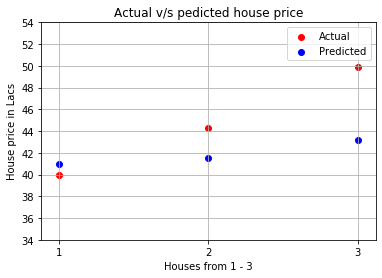 Actual v/s pedicted house price
Actual
Predicted
House price in Lacs
54
52
50
48
46
44
42
40
38
36
34
1 2 3
Houses from 1 - 3